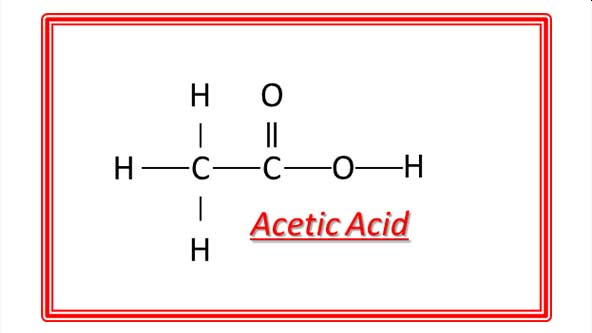 H O
H C C O H
H
Acetic Acid